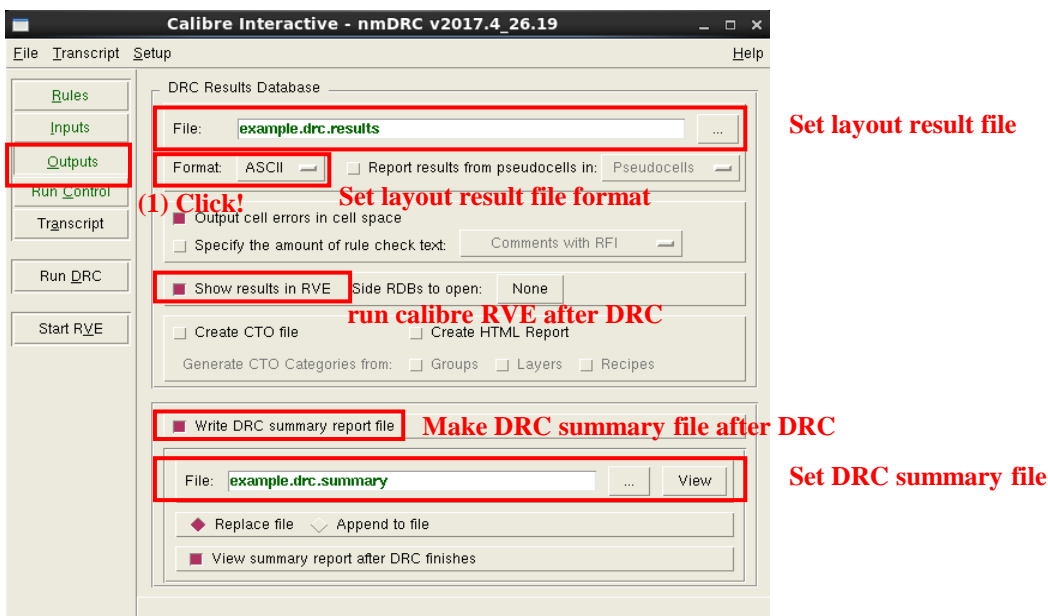 Calibre Interactive - nmDRC v2017.4_26.19
File Transcript Setup Help
Rules
Inputs
Outputs
Run Control
Transcript
Run DRC
Start RVE
(1) Click!
DRC Results Database
File: example.drc.results ...
Set layout result file
Format: ASCII Report results from pseudocells in: Pseudocells
Set layout result file format
Output cell errors in cell space
Specify the amount of rule check text: Comments with RFI
Show results in RVE Side RDBs to open: None
run calibre RVE after DRC
Create CTO file Create HTML Report
Generate CTO Categories from: Groups Layers Recipes
Write DRC summary report file
Make DRC summary file after DRC
File: example.drc.summary ... View
Set DRC summary file
Replace file Append to file
View summary report after DRC finishes